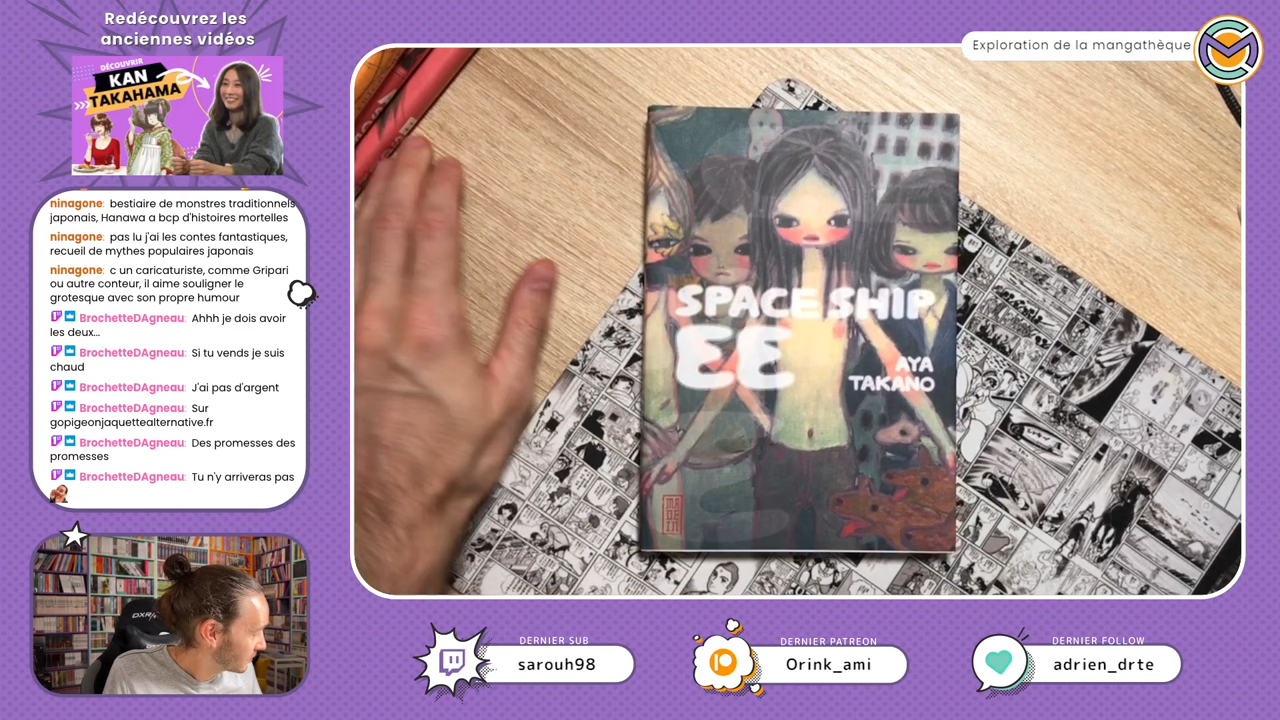 Redécouvrez les
anciennes vidéos
DÉCOUVRIR
KAN
TAKAHAMA
ninagone: bestiaire de monstres traditionnels
japonais, Hanawa a bcp d'histoires mortelles
ninagone: pas lu j'ai les contes fantastiques,
recueil de mythes populaires japonais
ninagone: c un caricaturiste, comme Gripari
ou autre conteur, il aime souligner le
grotesque avec son propre humour
BrochetteDAgneau: Ahhh je dois avoir
les deux...
BrochetteDAgneau: Si tu vends je suis
chaud
BrochetteDAgneau: J'ai pas d'argent
BrochetteDAgneau: Sur
gopigeonjaquettealternative.fr
BrochetteDAgneau: Des promesses des
promesses
BrochetteDAgneau: Tu n'y arriveras pas
DXR
Exploration de la mangathèque
SPACE SHIP
EE
AYA
TAKANO
DERNIER SUB
sarouh98
DERNIER PATREON
Orink_ami
DERNIER FOLLOW
adrien_drte